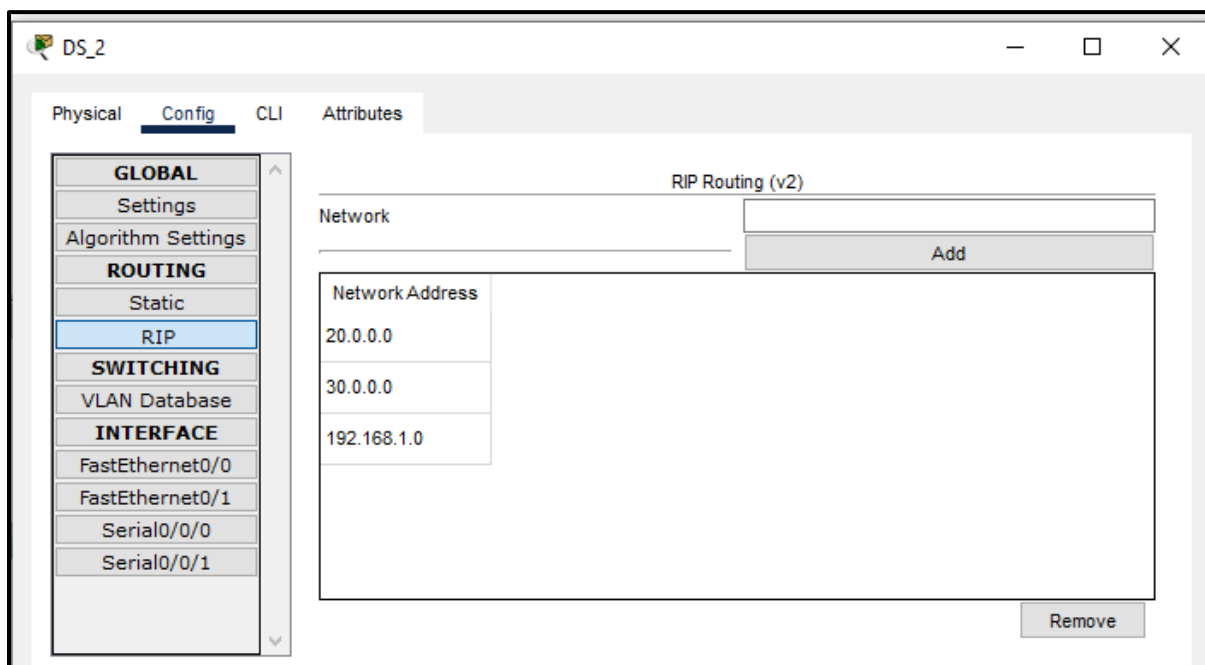 DS_2
Physical Config CLI Attributes
GLOBAL
Settings
Algorithm Settings
ROUTING
Static
RIP
SWITCHING
VLAN Database
INTERFACE
FastEthernet0/0
FastEthernet0/1
Serial0/0/0
Serial0/0/1
RIP Routing (v2)
Network
Add
Network Address
20.0.0.0
30.0.0.0
192.168.1.0
Remove